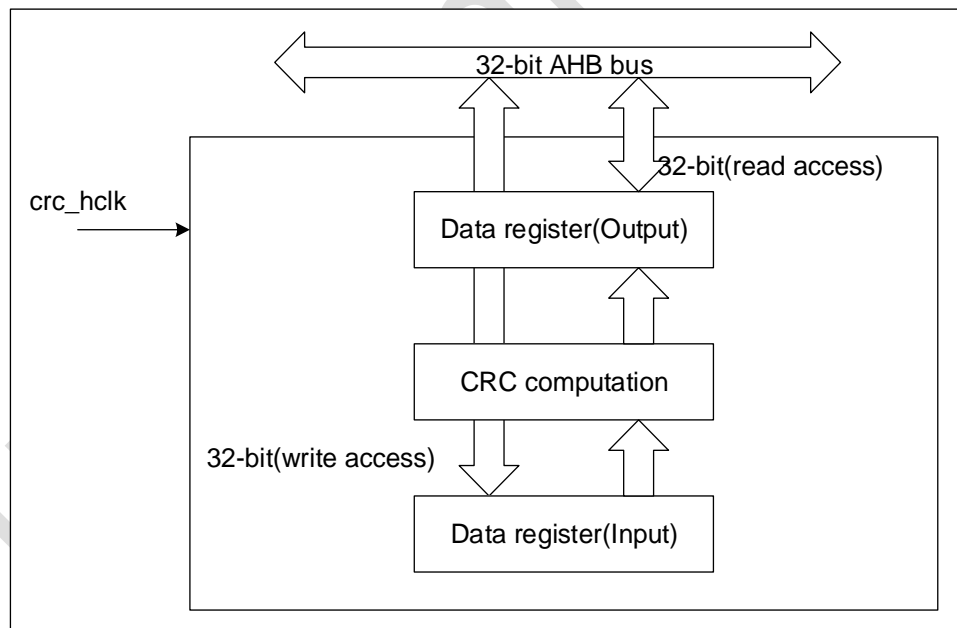 32-bit AHB bus
32-bit(read access)
crc_hclk
Data register(Output)
CRC computation
32-bit(write access)
Data register(Input)